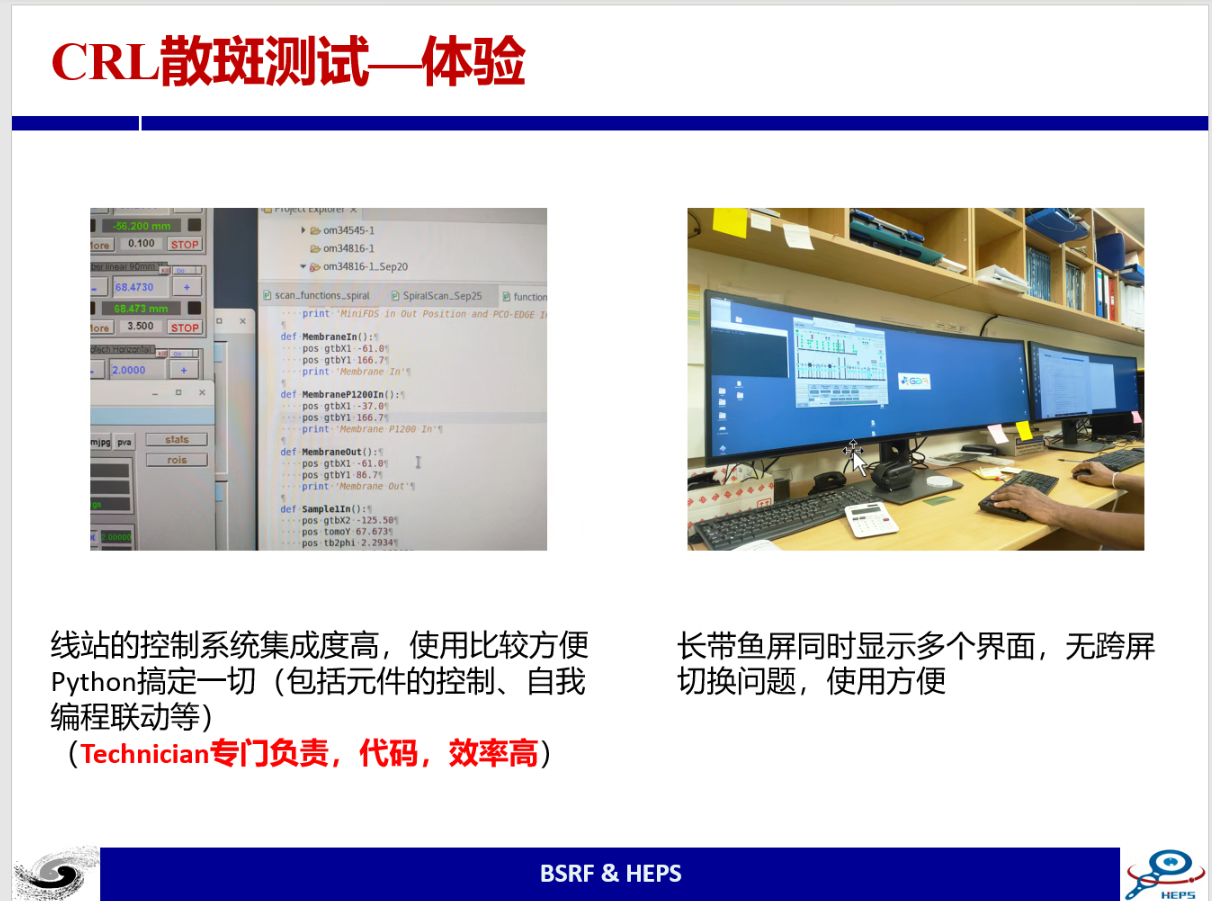 CRL散斑测试—体验
-56.200 mm
More 0.100 STOP
68.4730 +
68.473 mm
More 3.500 STOP
2.0000 +
mjpg pva stats
rois
2.00000
Project Explorer
om34545-1
om34816-1
om34816-1_Sep20
scan_functions_spiral SpiralScan_Sep25 function
print 'MiniFDS in Out Position and PCO-EDGE I
def MembraneIn():
pos gtbX1 -61.0
pos gtbY1 166.7
print 'Membrane In'
def MembraneP1200In():
pos gtbX1 -37.0
pos gtbY1 166.7
print 'Membrane P1200 In'
def MembraneOut():
pos gtbX1 -61.0
pos gtbY1 86.7
print 'Membrane Out'
def Sample1In():
pos gtbX2 -125.50
pos tomoY 67.673
pos tb2phi 2.2934
GDA
线站的控制系统集成度高，使用比较方便
Python搞定一切（包括元件的控制、自我
编程联动等）
（Technician专门负责，代码，效率高）
长带鱼屏同时显示多个界面，无跨屏
切换问题，使用方便
BSRF & HEPS
HEPS